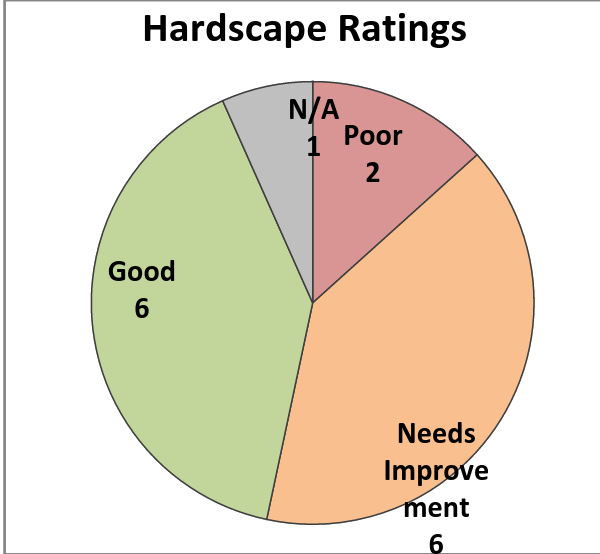 Hardscape Ratings
N/A
1
Poor
2
Good
6
Needs
Improve
ment
6